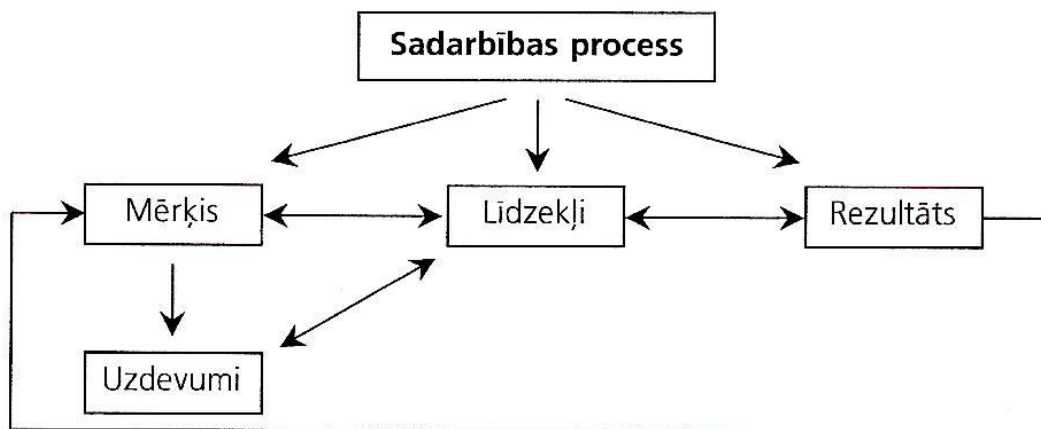 Sadarbības process
Mērķis
Līdzekļi
Rezultāts
Uzdevumi